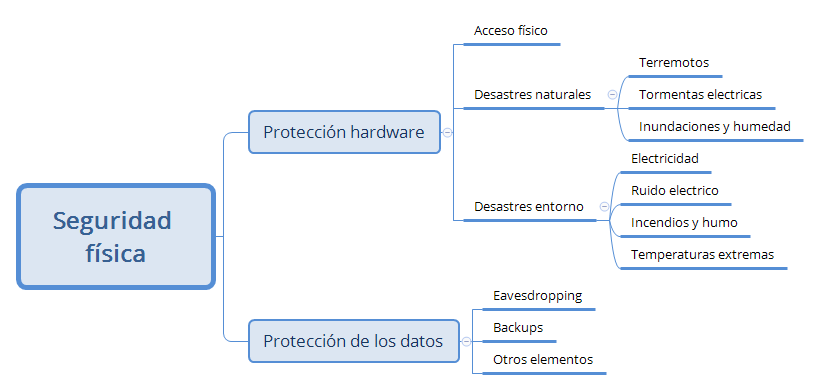 Seguridad
física
Protección hardware
Acceso físico
Desastres naturales
Terremotos
Tormentas electricas
Inundaciones y humedad
Desastres entorno
Electricidad
Ruido electrico
Incendios y humo
Temperaturas extremas
Protección de los datos
Eavesdropping
Backups
Otros elementos